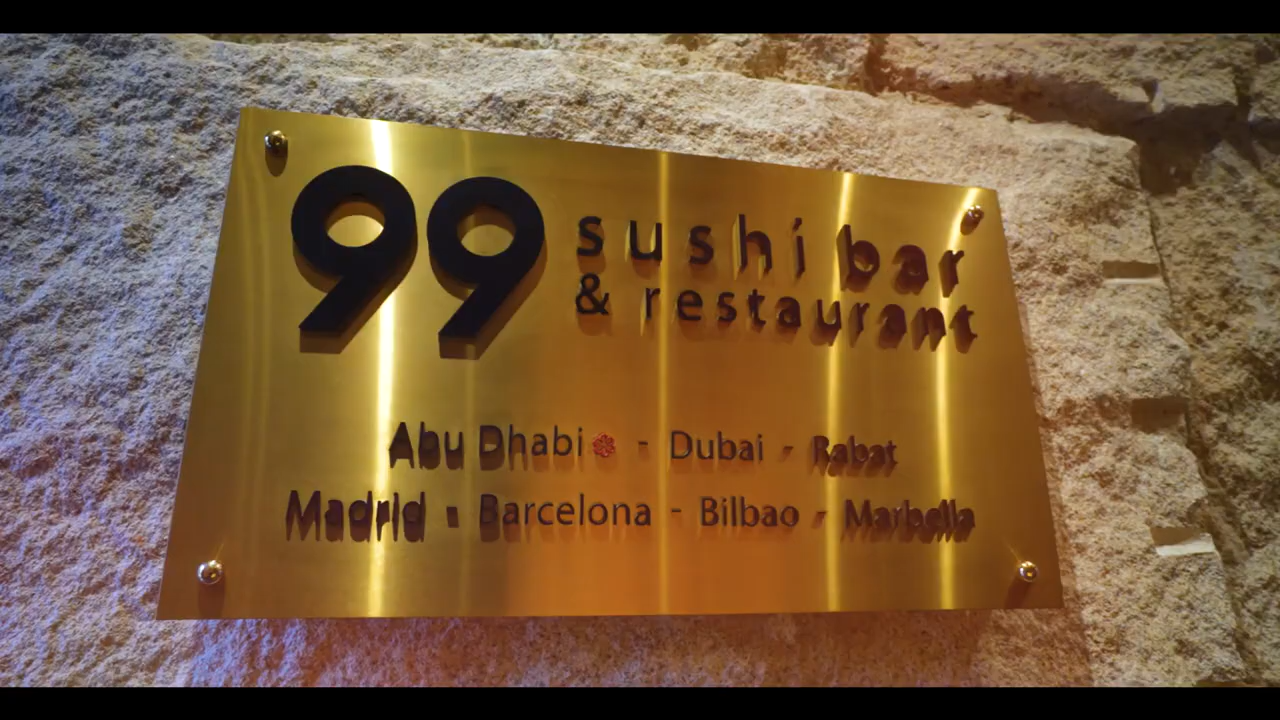 99 sushi bar
& restaurant
Abu Dhabi - Dubai - Rabat
Madrid - Barcelona - Bilbao - Marbella